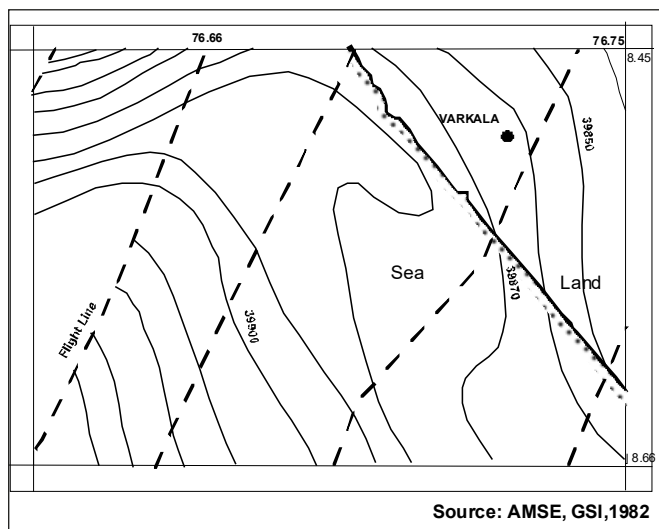 76.66
76.75
8.45
VARKALA
39850
Sea
39870
Land
39900
Flight Line
8.66
Source: AMSE, GSI,1982